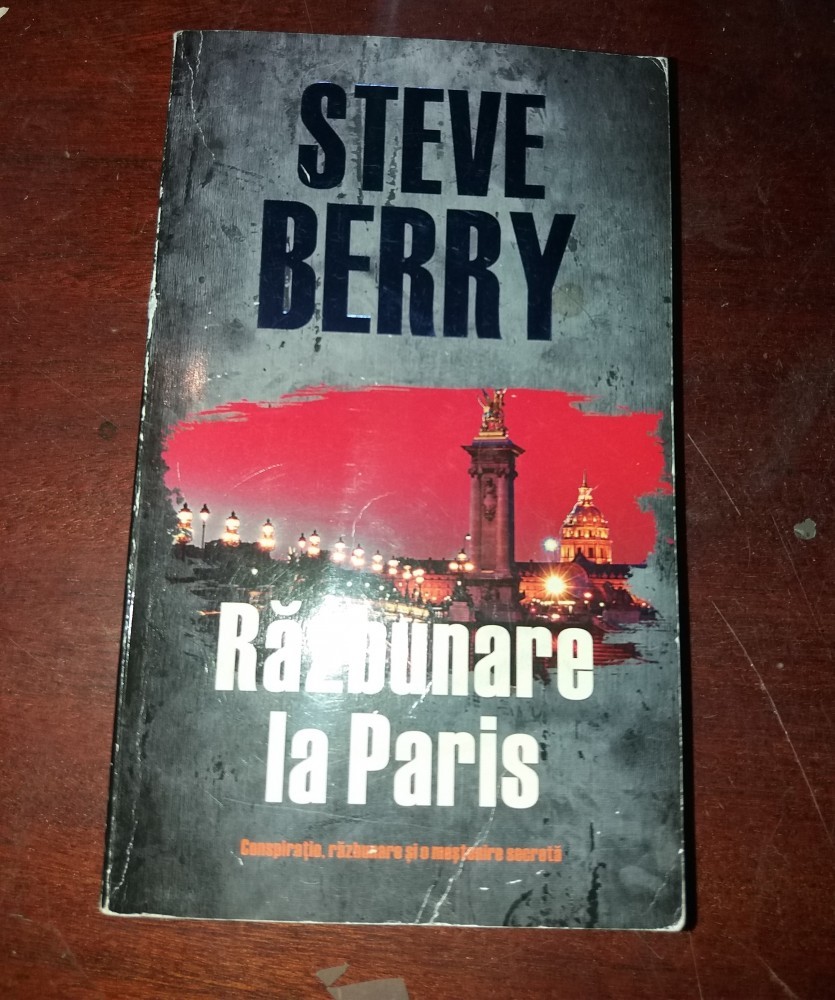 STEVE
BERRY
Răzbunare
la Paris
Conspirație, răzbunare și o moștenire secretă